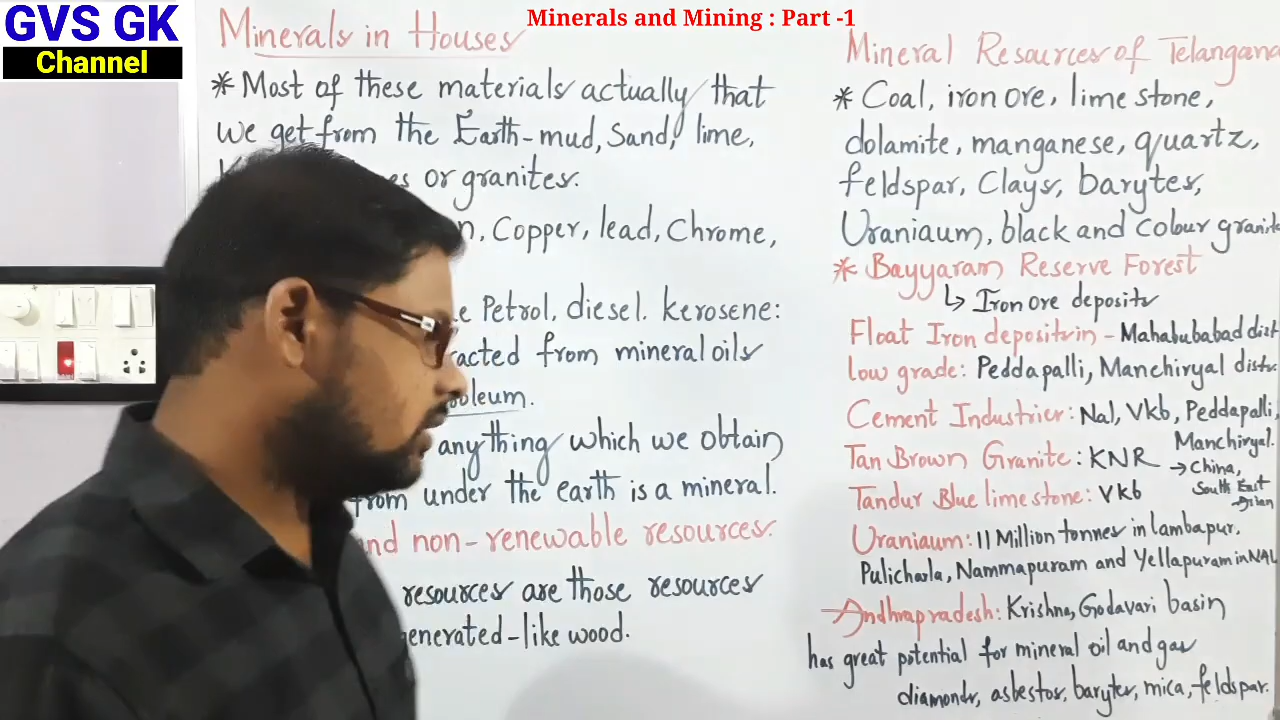 GVS GK
Channel
Minerals and Mining : Part -1
Minerals in Houses
* Most of these materials actually that
we get from the Earth-mud, Sand, lime,
or granites.
Copper, lead, Chrome,
Petrol, diesel. kerosene:
from mineral oils
anything which we obtain
from under the earth is a mineral.
non-renewable resources.
resources are those resources
like wood.
Mineral Resources of Telangana
* Coal, iron ore, lime stone,
dolamite, manganese, quartz,
feldspar, Clays, barytes,
Uraniaum, black and colour granite
* Bayyaram Reserve Forest
↳ Iron ore deposits
Float Iron deposits in - Mahabubabad dist
low grade: Peddapalli, Manchiryal dists.
Cement Industries: Nal, Vkb, Peddapalli,
Manchiryal.
Tan Brown Granite: KNR → China,
South East
Asian
Tandur Blue lime stone: Vkb
Uraniaum: 11 Million tonnes in lambapur,
Pulicharla, Nammapuram and Yellapuram in NAL
Andhrapradesh: Krishna, Godavari basin
has great potential for mineral oil and gas
diamonds, asbestos, barytes, mica, feldspar.